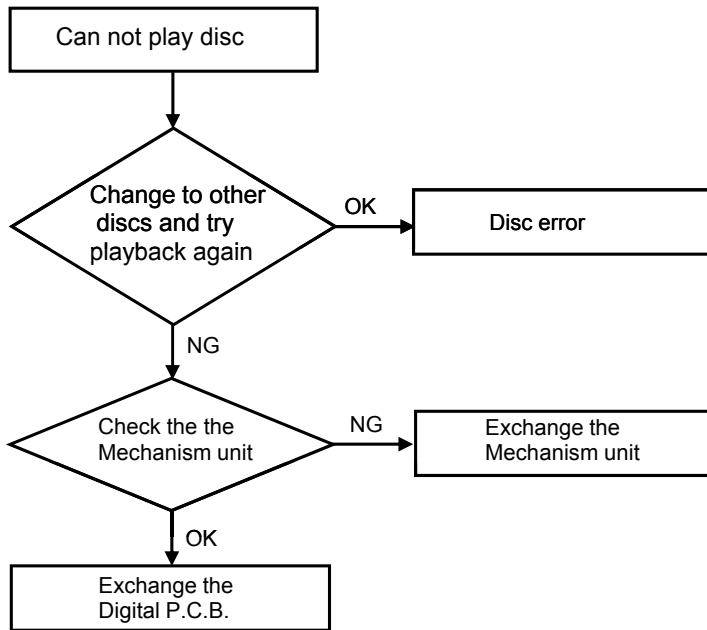 Can not play disc
Change to other
discs and try
playback again
OK
Disc error
NG
Check the the
Mechanism unit
NG
Exchange the
Mechanism unit
OK
Exchange the
Digital P.C.B.